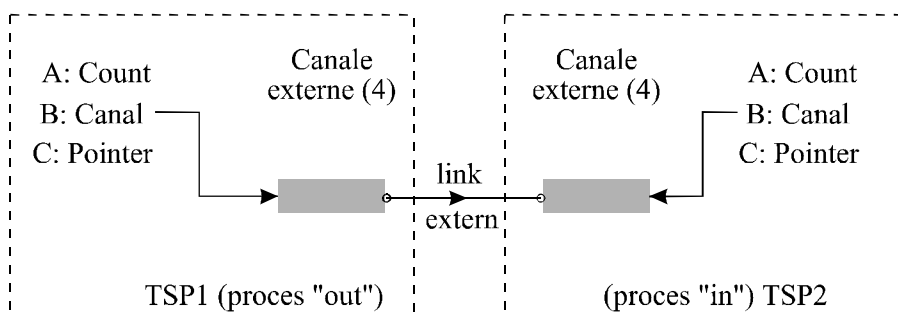 A: Count
B: Canal
C: Pointer
Canale
externe (4)
link
extern
Canale
externe (4)
A: Count
B: Canal
C: Pointer
TSP1 (proces "out")
(proces "in") TSP2